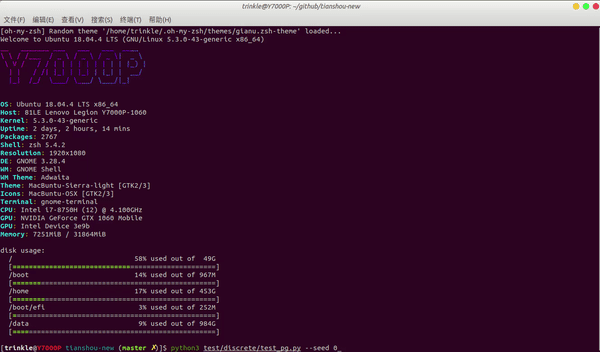 trinkle@Y7000P: ~/github/tianshou-new
文件(F) 编辑(E) 查看(V) 搜索(S) 终端(T) 帮助(H)
[oh-my-zsh] Random theme '/home/trinkle/.oh-my-zsh/themes/gianu.zsh-theme' loaded...
Welcome to Ubuntu 18.04.4 LTS (GNU/Linux 5.3.0-43-generic x86_64)
Y7000P
OS: Ubuntu 18.04.4 LTS x86_64
Host: 81LE Lenovo Legion Y7000P-1060
Kernel: 5.3.0-43-generic
Uptime: 2 days, 2 hours, 14 mins
Packages: 2767
Shell: zsh 5.4.2
Resolution: 1920x1080
DE: GNOME 3.28.4
WM: GNOME Shell
WM Theme: Adwaita
Theme: MacBuntu-Sierra-light [GTK2/3]
Icons: MacBuntu-OSX [GTK2/3]
Terminal: gnome-terminal
CPU: Intel i7-8750H (12) @ 4.100GHz
GPU: NVIDIA GeForce GTX 1060 Mobile
GPU: Intel Device 3e9b
Memory: 7251MiB / 31864MiB
disk usage:
/ 58% used out of 49G
/boot 14% used out of 967M
/home 17% used out of 453G
/boot/efi 3% used out of 252M
/data 9% used out of 984G
[trinkle@Y7000P tianshou-new (master ✗)]$ python3 test/discrete/test_pg.py --seed 0_